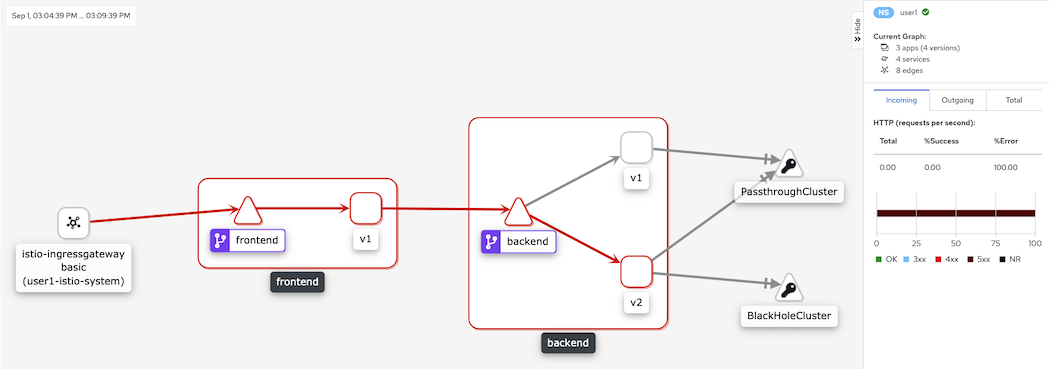 Sep 1, 03:04:39 PM ... 03:09:39 PM
Hide
NS user1
Current Graph:
3 apps (4 versions)
4 services
8 edges
Incoming Outgoing Total
HTTP (requests per second):
Total %Success %Error
0.00 0.00 100.00
0 25 50 75 100
OK 3xx 4xx 5xx NR
istio-ingressgateway
basic
(user1-istio-system)
frontend
v1
frontend
backend
v1
v2
backend
PassthroughCluster
BlackHoleCluster